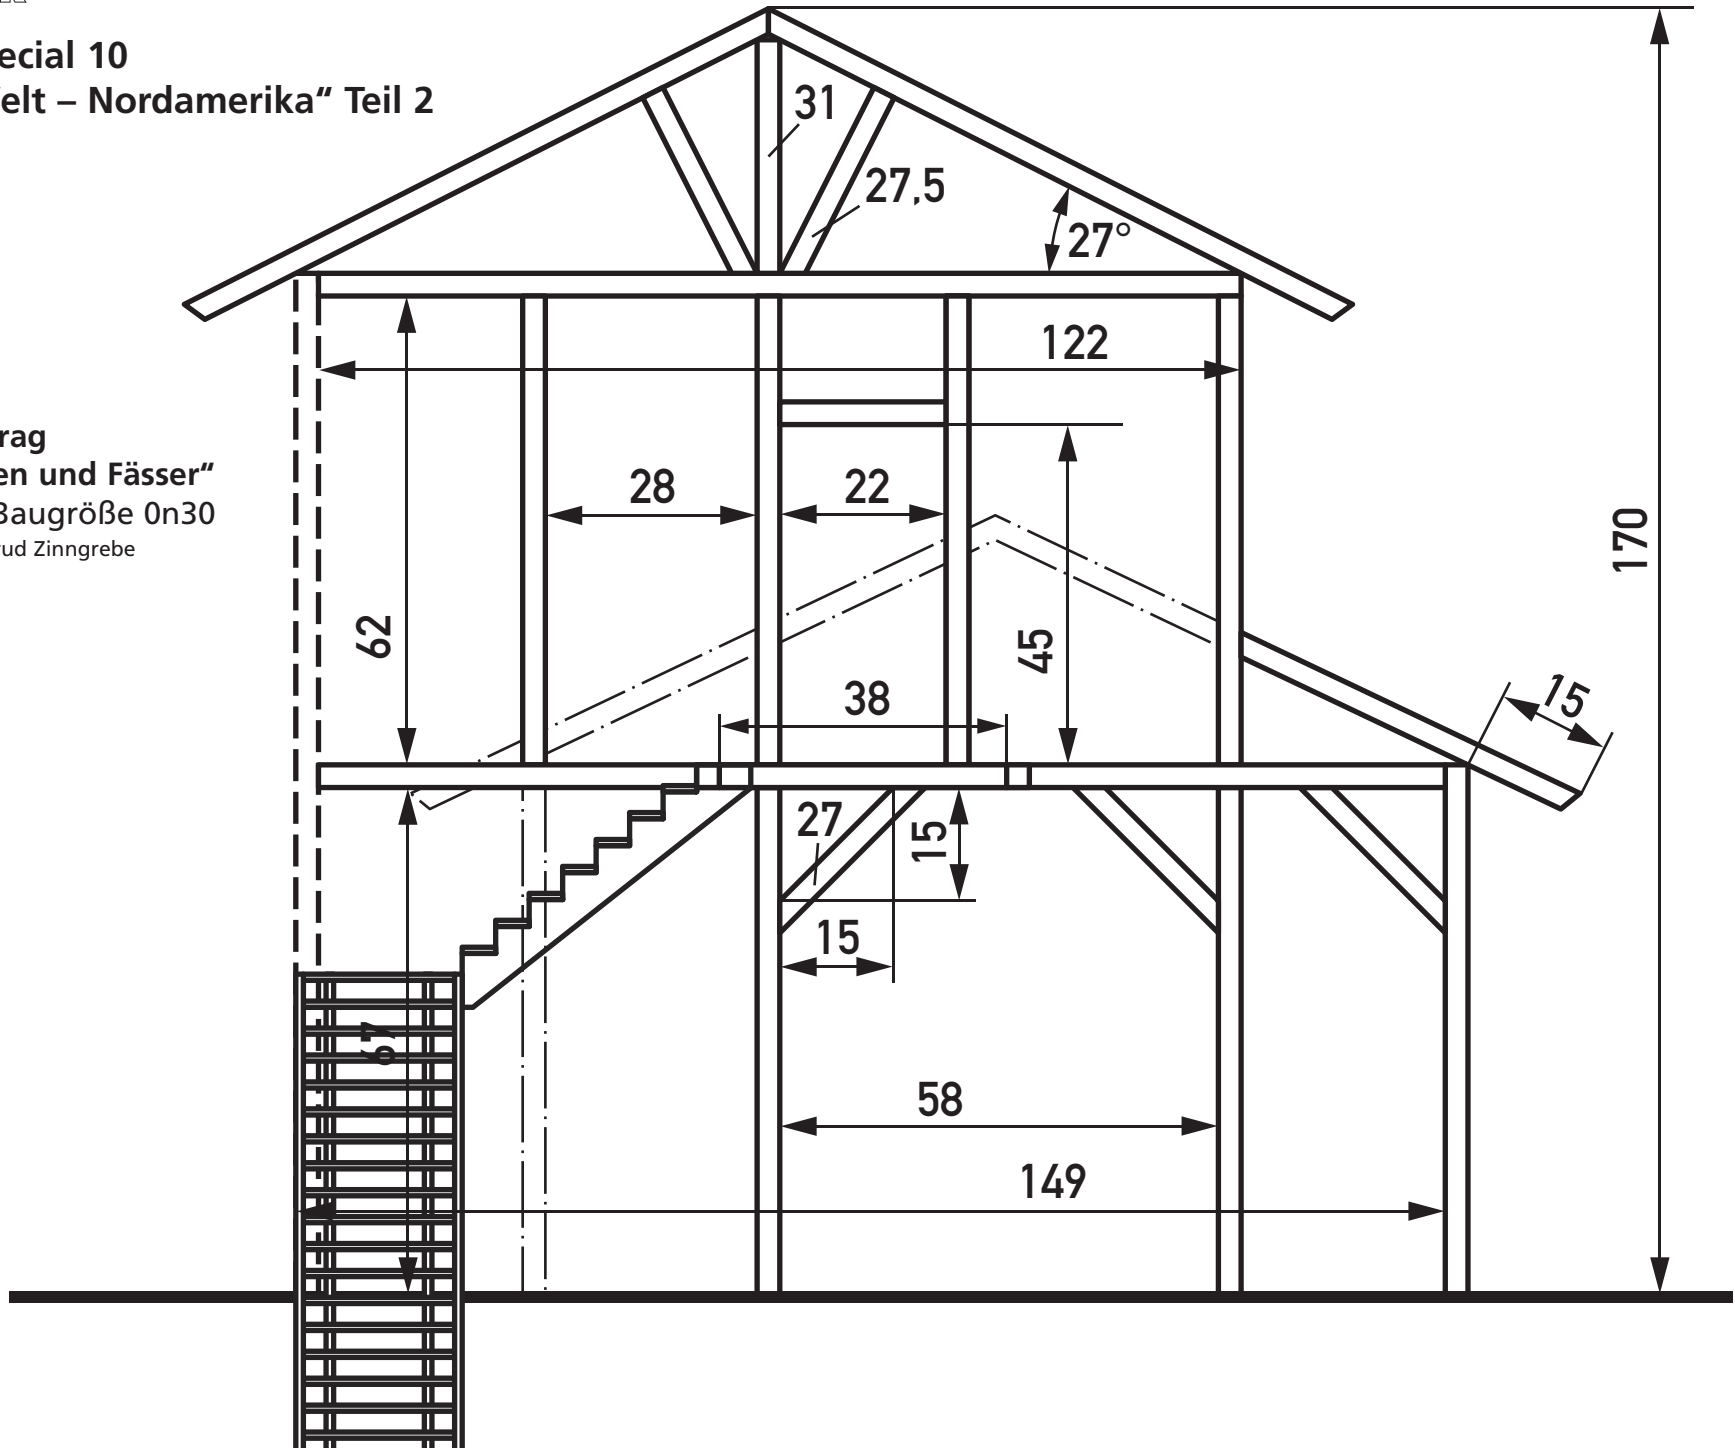 ecial 10
elt – Nordamerika“ Teil 2
31
27,5
27°
122
rag
en und Fässer“
Baugröße 0n30
rud Zinngrebe
28
22
170
62
45
38
15
27
15
15
67
58
149